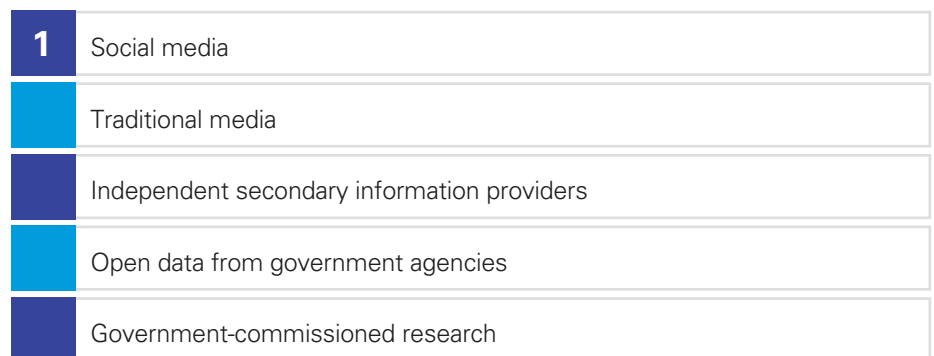 1 Social media
Traditional media
Independent secondary information providers
Open data from government agencies
Government-commissioned research